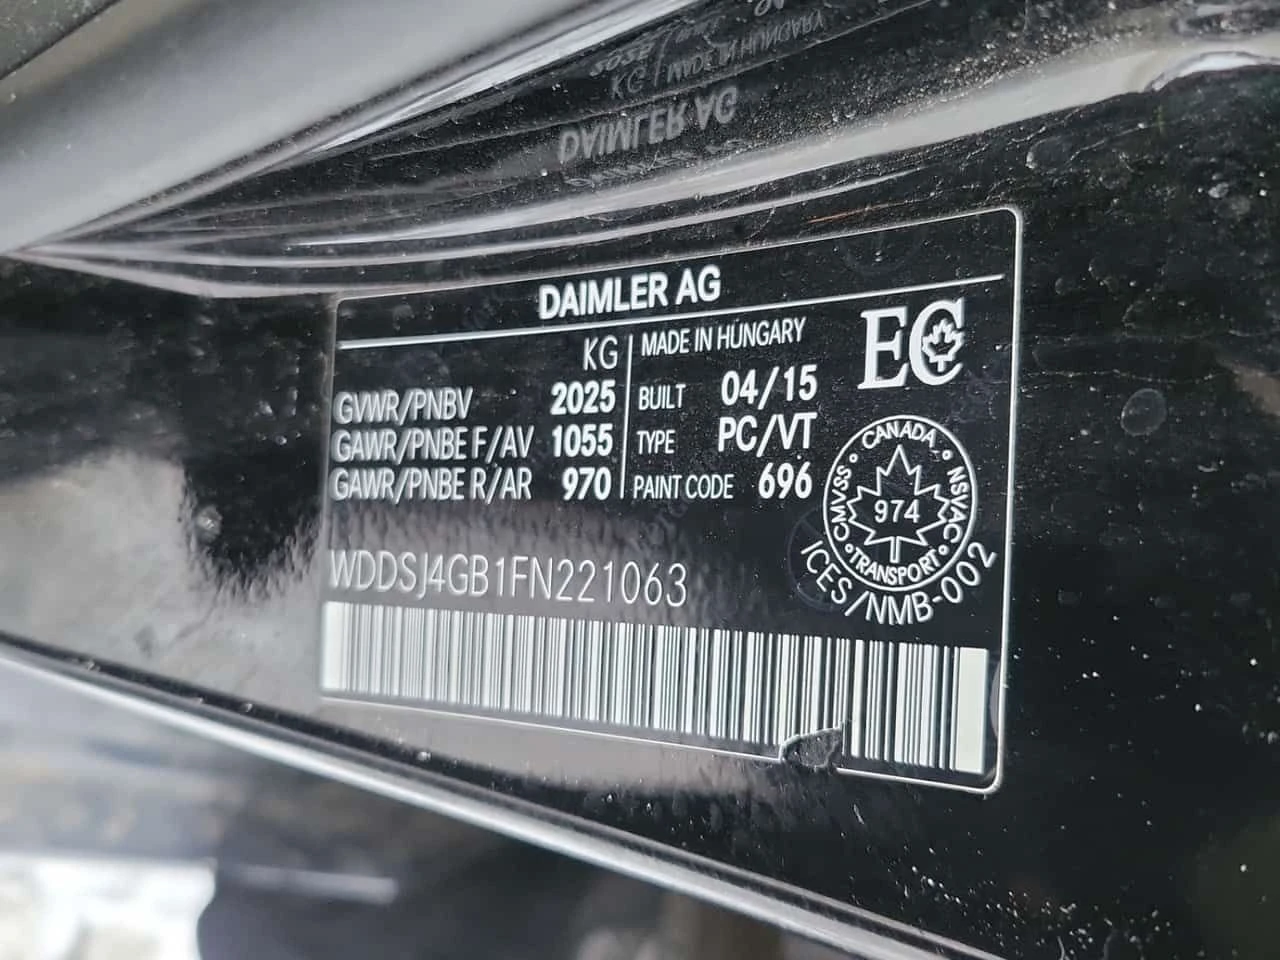 DAIMLER AG
KG
GVWR/PNBV 2025
GAWR/PNBE F/AV 1055
GAWR/PNBE R/AR 970
MADE IN HUNGARY
BUILT 04/15
TYPE PC/VT
PAINT CODE 696
EC
CANADA
CMVSS
NSVAC
974
TRANSPORT
ICES/NMB-002
WDDSJ4GB1FN221063